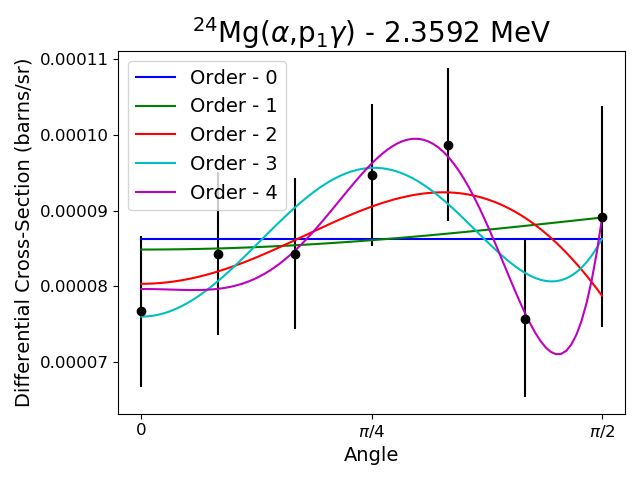 ²⁴Mg(α,p₁γ) - 2.3592 MeV
Differential Cross-Section (barns/sr)
0.00011
0.00010
0.00009
0.00008
0.00007
Order - 0
Order - 1
Order - 2
Order - 3
Order - 4
0
π/4
π/2
Angle